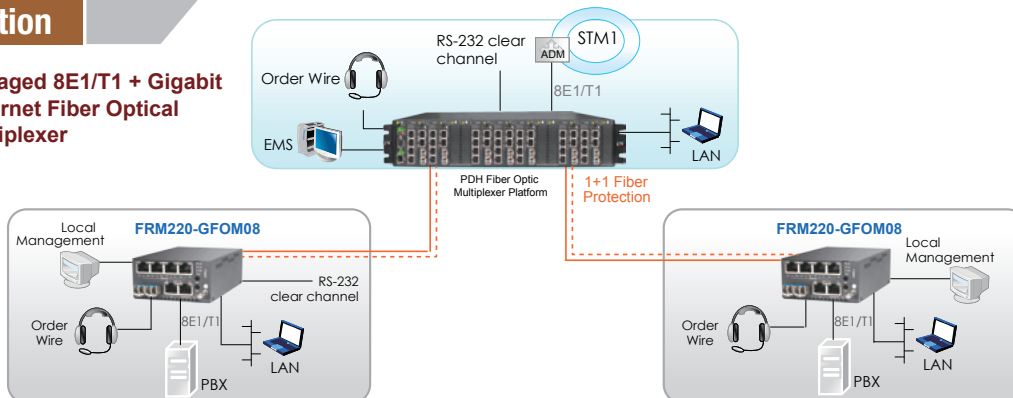 tion
aged 8E1/T1 + Gigabit
rnet Fiber Optical
iplexer
Order Wire
EMS
RS-232 clear
channel
ADM
STM1
8E1/T1
LAN
PDH Fiber Optic
Multiplexer Platform
1+1 Fiber
Protection
Local
Management
FRM220-GFOM08
RS-232
clear channel
Order
Wire
8E1/T1
PBX
LAN
FRM220-GFOM08
Local
Management
Order
Wire
8E1/T1
PBX
LAN